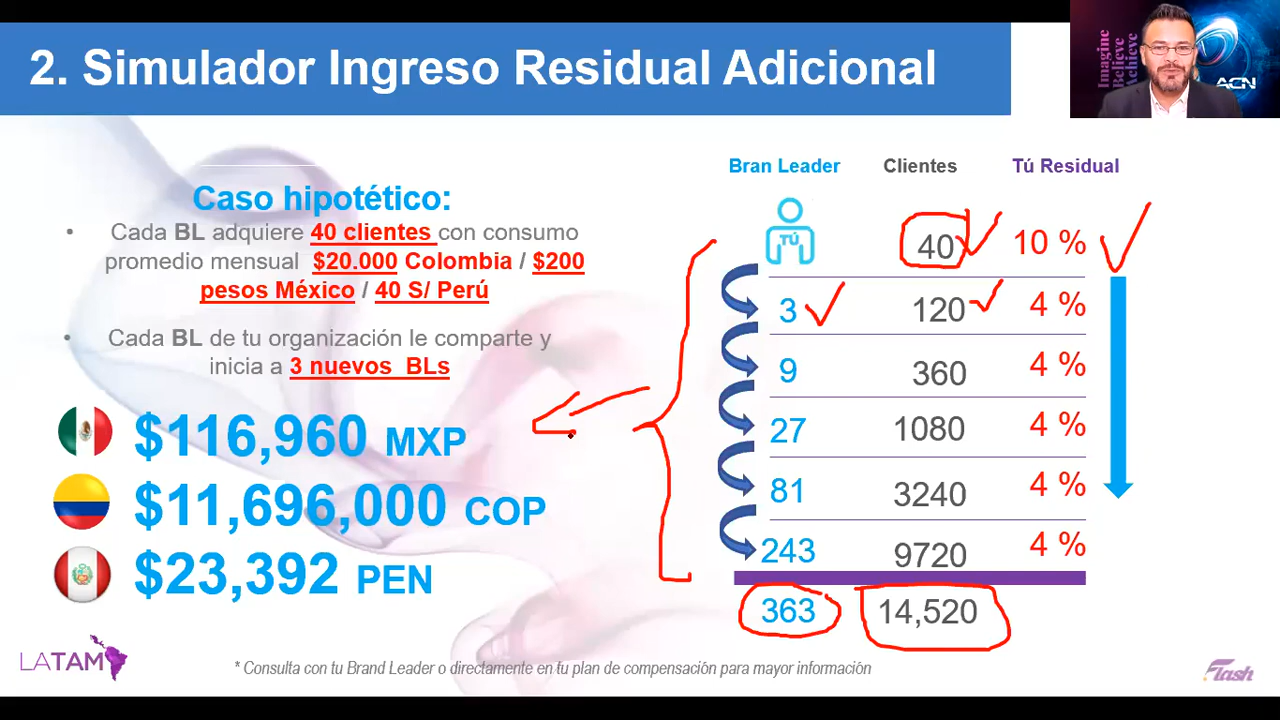 2. Simulador Ingreso Residual Adicional
Imagine
Believe
Achieve
ACN
Caso hipotético:
• Cada BL adquiere 40 clientes con consumo
promedio mensual $20.000 Colombia / $200
pesos México / 40 S/ Perú
• Cada BL de tu organización le comparte y
inicia a 3 nuevos BLs
$116,960 MXP
$11,696,000 COP
$23,392 PEN
Bran Leader Clientes Tú Residual
TÚ 40 10 %
3 120 4 %
9 360 4 %
27 1080 4 %
81 3240 4 %
243 9720 4 %
363 14,520
LATAM
* Consulta con tu Brand Leader o directamente en tu plan de compensación para mayor información
Flash